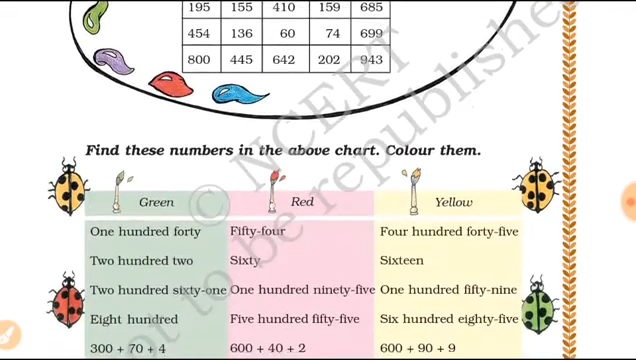 195 155 410 159 685
454 136 60 74 699
800 445 642 202 943
Find these numbers in the above chart. Colour them.
Green Red Yellow
One hundred forty Fifty-four Four hundred forty-five
Two hundred two Sixty Sixteen
Two hundred sixty-one One hundred ninety-five One hundred fifty-nine
Eight hundred Five hundred fifty-five Six hundred eighty-five
300 + 70 + 4 600 + 40 + 2 600 + 90 + 9
© NCERT
not to be republished